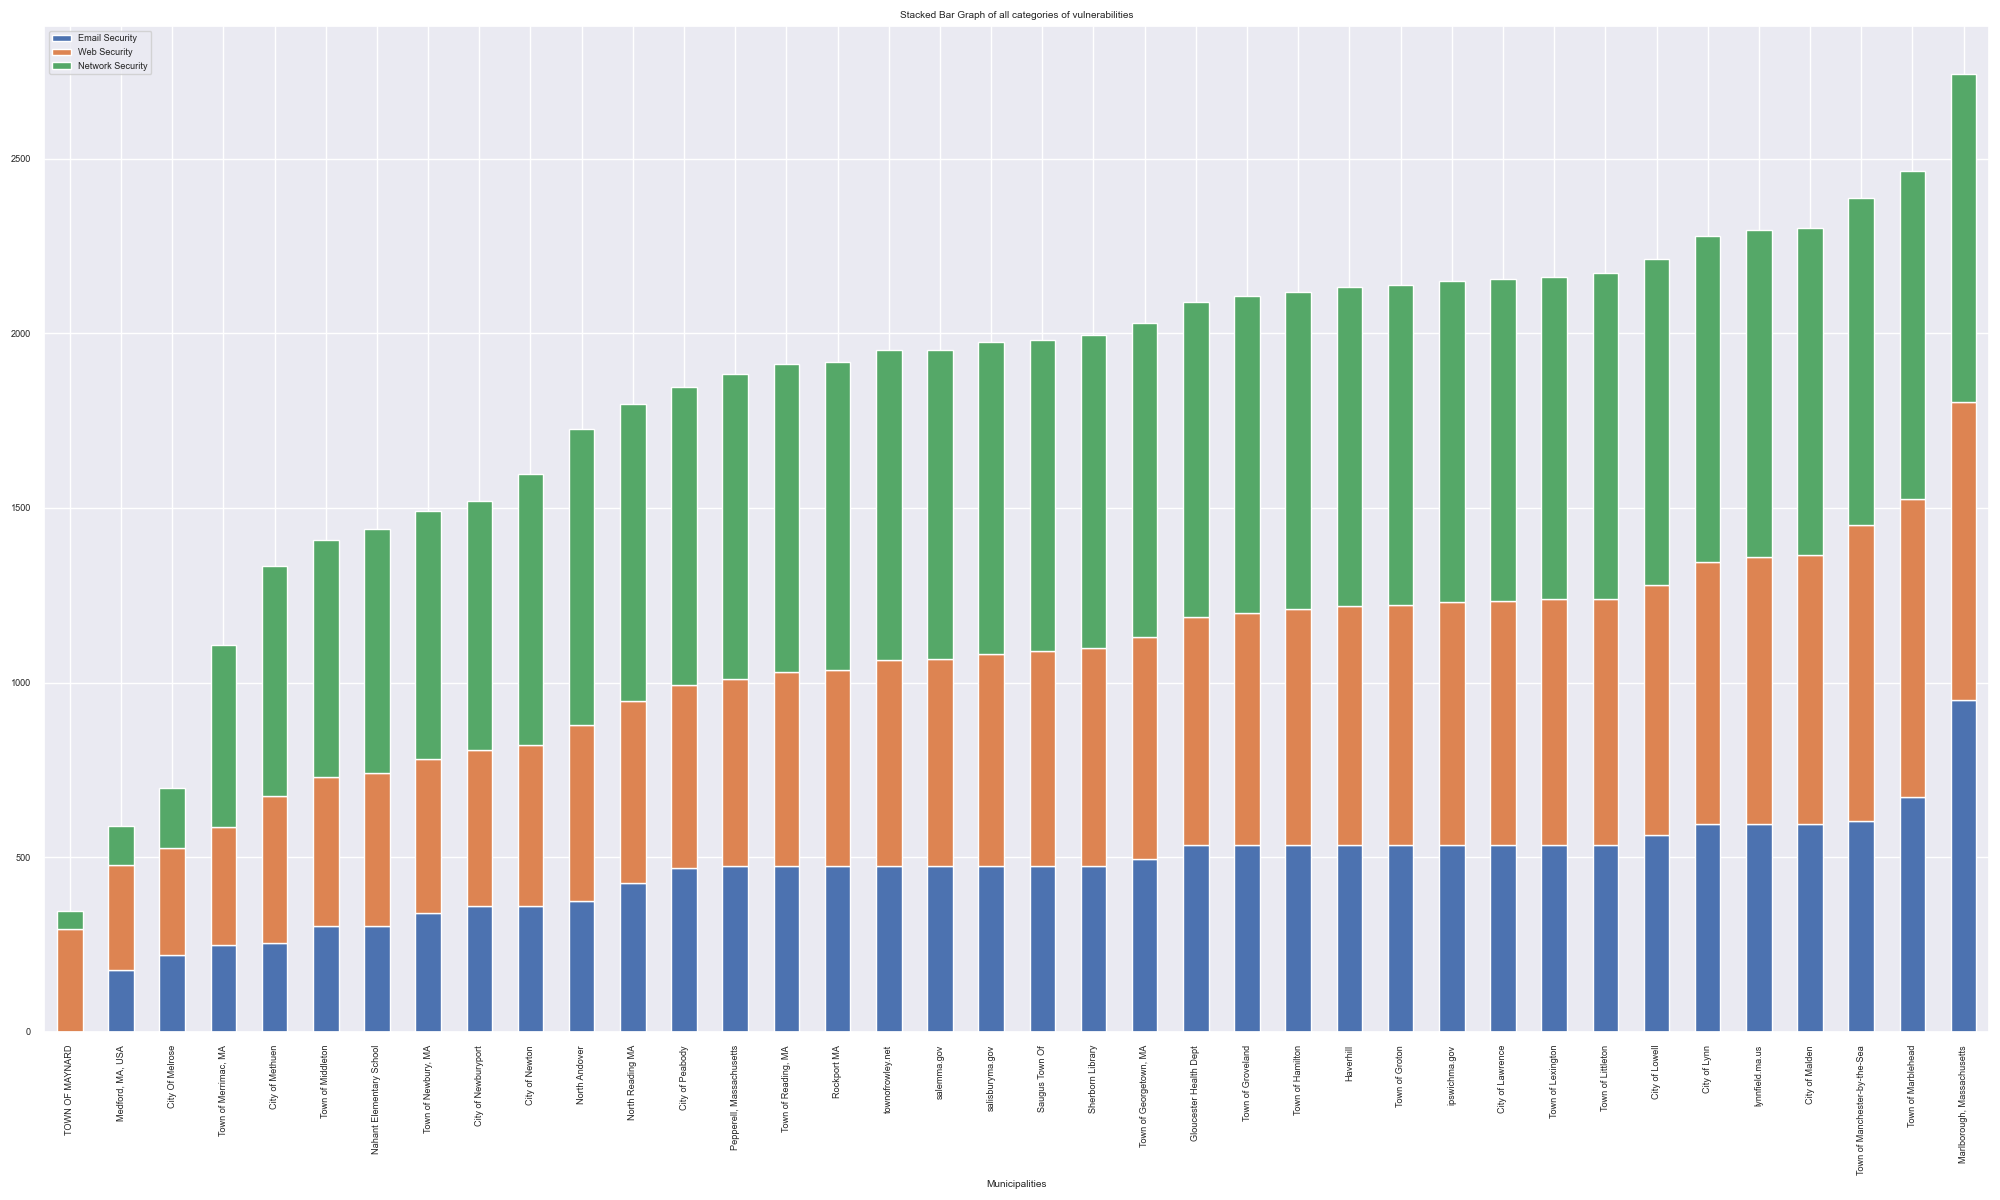 Stacked Bar Graph of all categories of vulnerabilities
Email Security
Web Security
Network Security
2500
2000
1500
1000
500
0
TOWN OF MAYNARD
Medford, MA, USA
City Of Melrose
Town of Merrimac, MA
City of Methuen
Town of Middleton
Nahant Elementary School
Town of Newbury, MA
City of Newburyport
City of Newton
North Andover
North Reading MA
City of Peabody
Pepperell, Massachusetts
Town of Reading, MA
Rockport MA
townofrowley.net
salemma.gov
salisburyma.gov
Saugus Town Of
Sherborn Library
Town of Georgetown, MA
Gloucester Health Dept
Town of Groveland
Town of Hamilton
Haverhill
Town of Groton
ipswichma.gov
City of Lawrence
Town of Lexington
Town of Littleton
City of Lowell
City of Lynn
lynnfield.ma.us
City of Malden
Town of Manchester-by-the-Sea
Town of Marblehead
Marlborough, Massachusetts
Municipalities